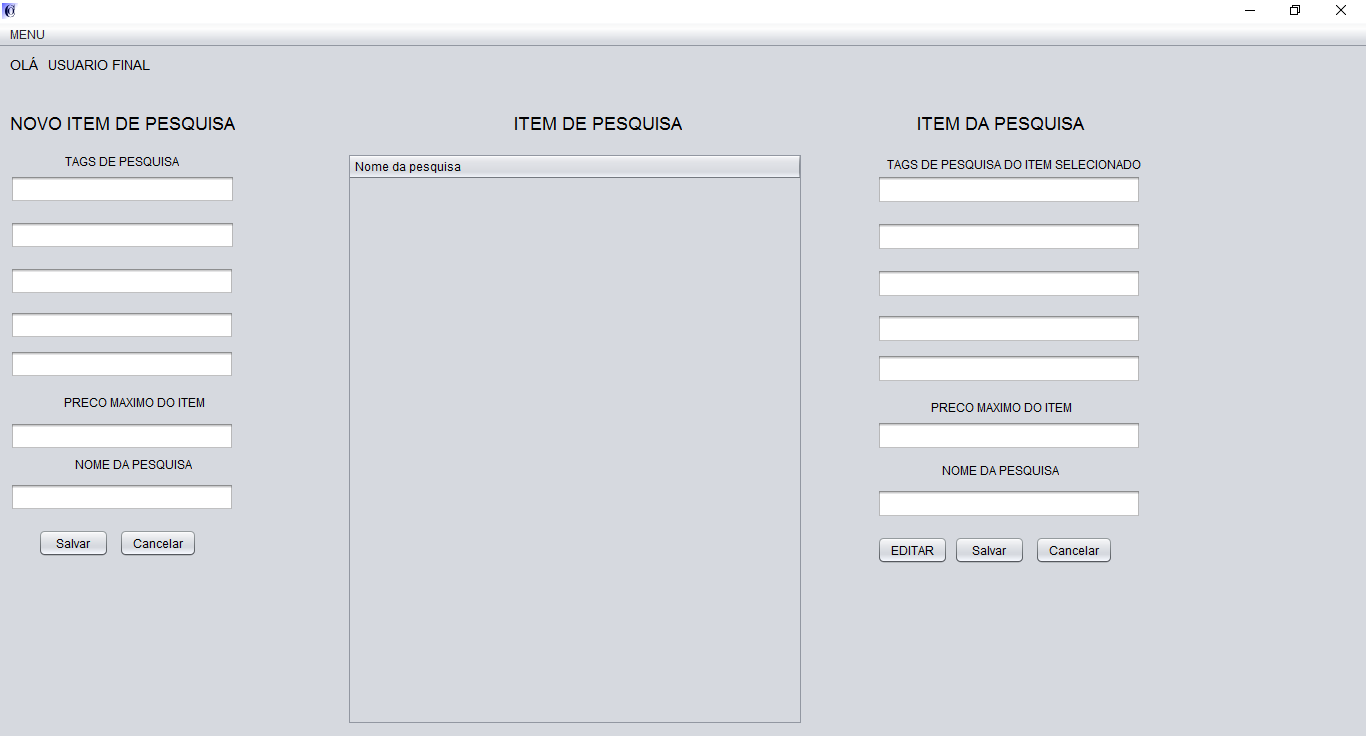 MENU
OLÁ USUARIO FINAL
NOVO ITEM DE PESQUISA
TAGS DE PESQUISA
PRECO MAXIMO DO ITEM
NOME DA PESQUISA
Salvar Cancelar
ITEM DE PESQUISA
Nome da pesquisa
ITEM DA PESQUISA
TAGS DE PESQUISA DO ITEM SELECIONADO
PRECO MAXIMO DO ITEM
NOME DA PESQUISA
EDITAR Salvar Cancelar